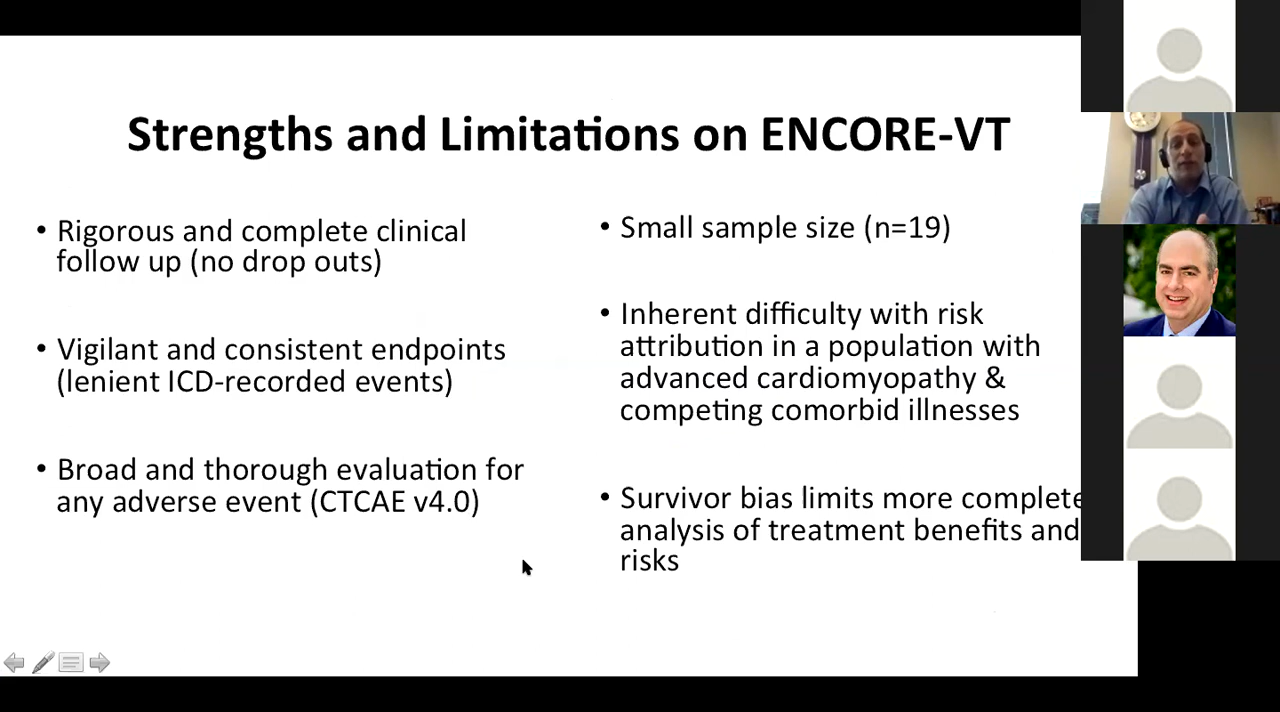 Strengths and Limitations on ENCORE-VT
• Rigorous and complete clinical
follow up (no drop outs)
• Vigilant and consistent endpoints
(lenient ICD-recorded events)
• Broad and thorough evaluation for
any adverse event (CTCAE v4.0)
• Small sample size (n=19)
• Inherent difficulty with risk
attribution in a population with
advanced cardiomyopathy &
competing comorbid illnesses
• Survivor bias limits more complete
analysis of treatment benefits and
risks